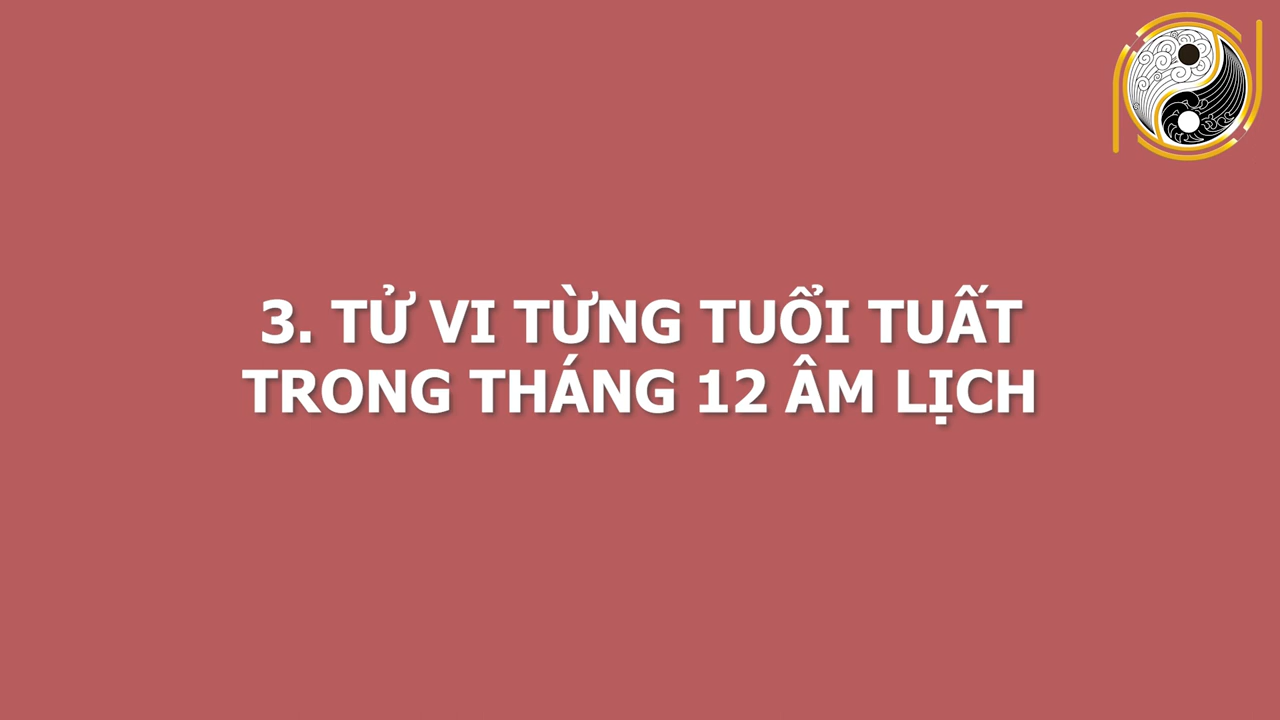 3. TỬ VI TỪNG TUỔI TUẤT
TRONG THÁNG 12 ÂM LỊCH